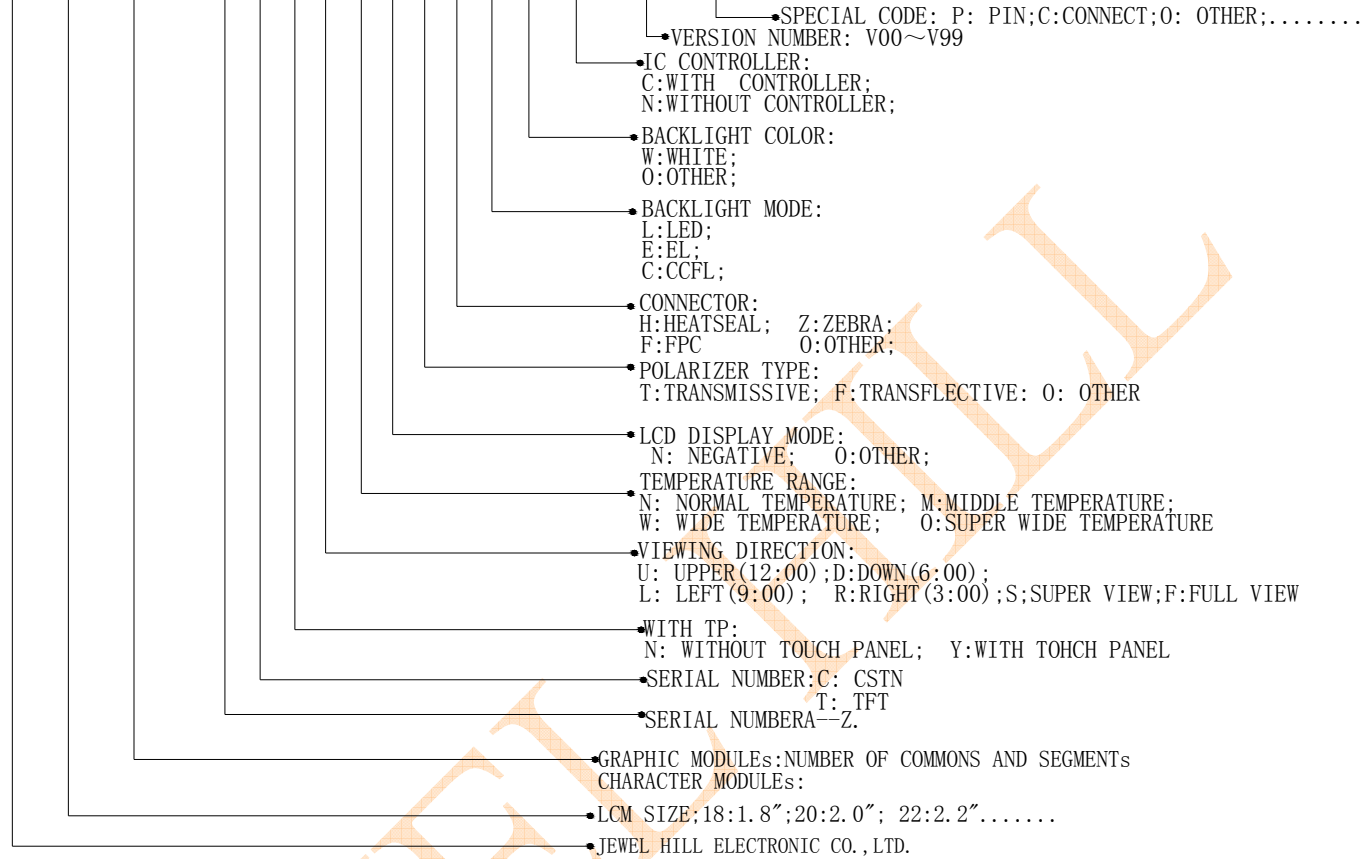 SPECIAL CODE: P: PIN;C:CONNECT;O: OTHER;........
VERSION NUMBER: V00～V99
IC CONTROLLER:
C:WITH CONTROLLER;
N:WITHOUT CONTROLLER;
BACKLIGHT COLOR:
W:WHITE;
O:OTHER;
BACKLIGHT MODE:
L:LED;
E:EL;
C:CCFL;
CONNECTOR:
H:HEATSEAL; Z:ZEBRA;
F:FPC O:OTHER;
POLARIZER TYPE:
T:TRANSMISSIVE; F:TRANSFLECTIVE: O: OTHER
LCD DISPLAY MODE:
N: NEGATIVE; O:OTHER;
TEMPERATURE RANGE:
N: NORMAL TEMPERATURE; M:MIDDLE TEMPERATURE;
W: WIDE TEMPERATURE; O:SUPER WIDE TEMPERATURE
VIEWING DIRECTION:
U: UPPER(12:00);D:DOWN(6:00);
L: LEFT(9:00); R:RIGHT(3:00);S;SUPER VIEW;F:FULL VIEW
WITH TP:
N: WITHOUT TOUCH PANEL; Y:WITH TOHCH PANEL
SERIAL NUMBER:C: CSTN
T: TFT
SERIAL NUMBERA--Z.
GRAPHIC MODULEs:NUMBER OF COMMONS AND SEGMENTs
CHARACTER MODULEs:
LCM SIZE;18:1.8″;20:2.0″; 22:2.2″.......
JEWEL HILL ELECTRONIC CO.,LTD.
EL HILL